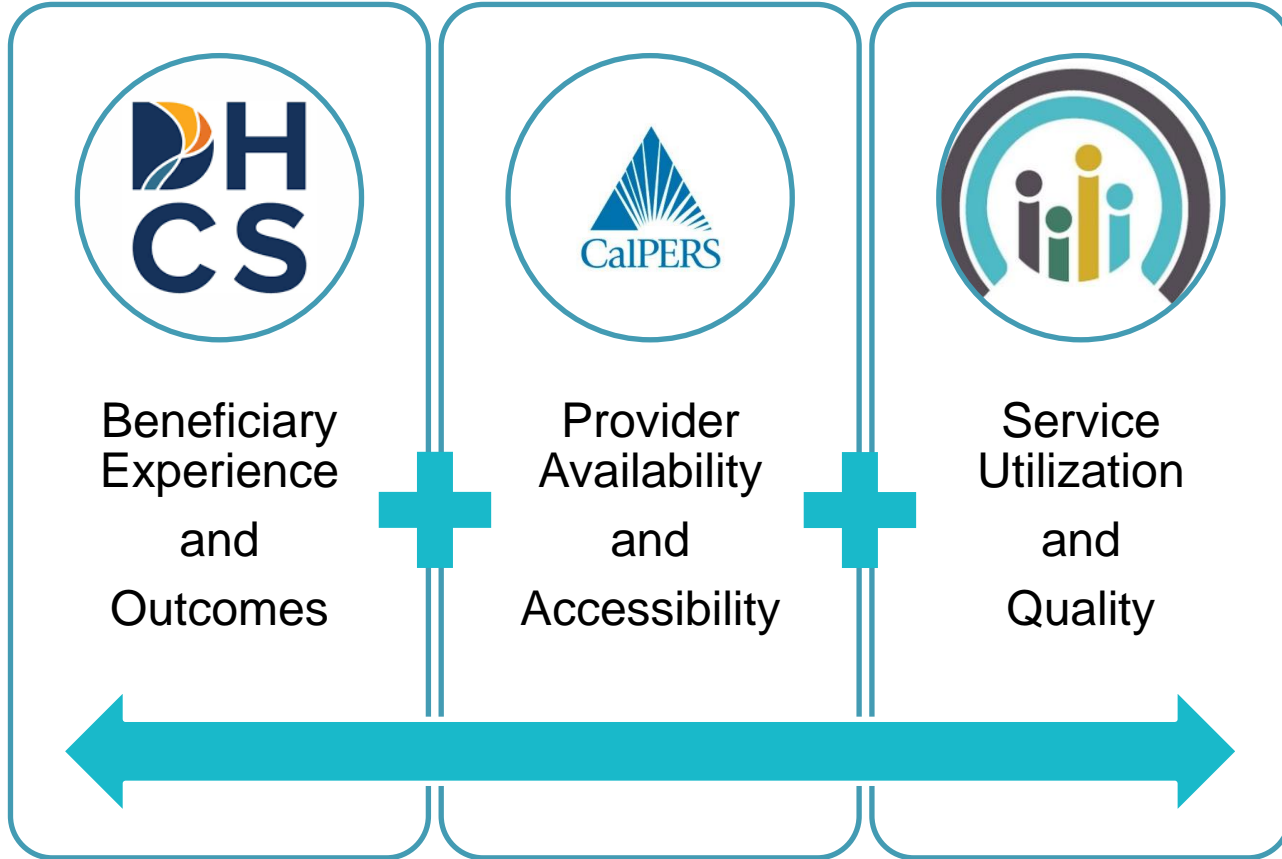 DH
CS
Beneficiary
Experience
and
Outcomes
CalPERS
Provider
Availability
and
Accessibility
Service
Utilization
and
Quality